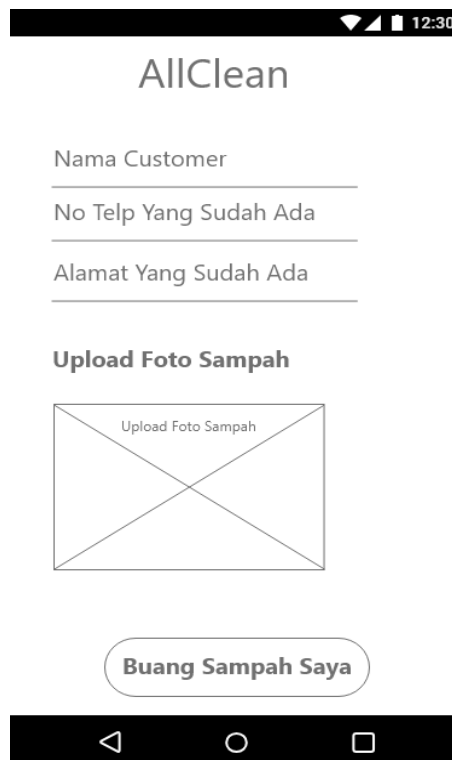 12:30
AllClean
Nama Customer
No Telp Yang Sudah Ada
Alamat Yang Sudah Ada
Upload Foto Sampah
Upload Foto Sampah
Buang Sampah Saya